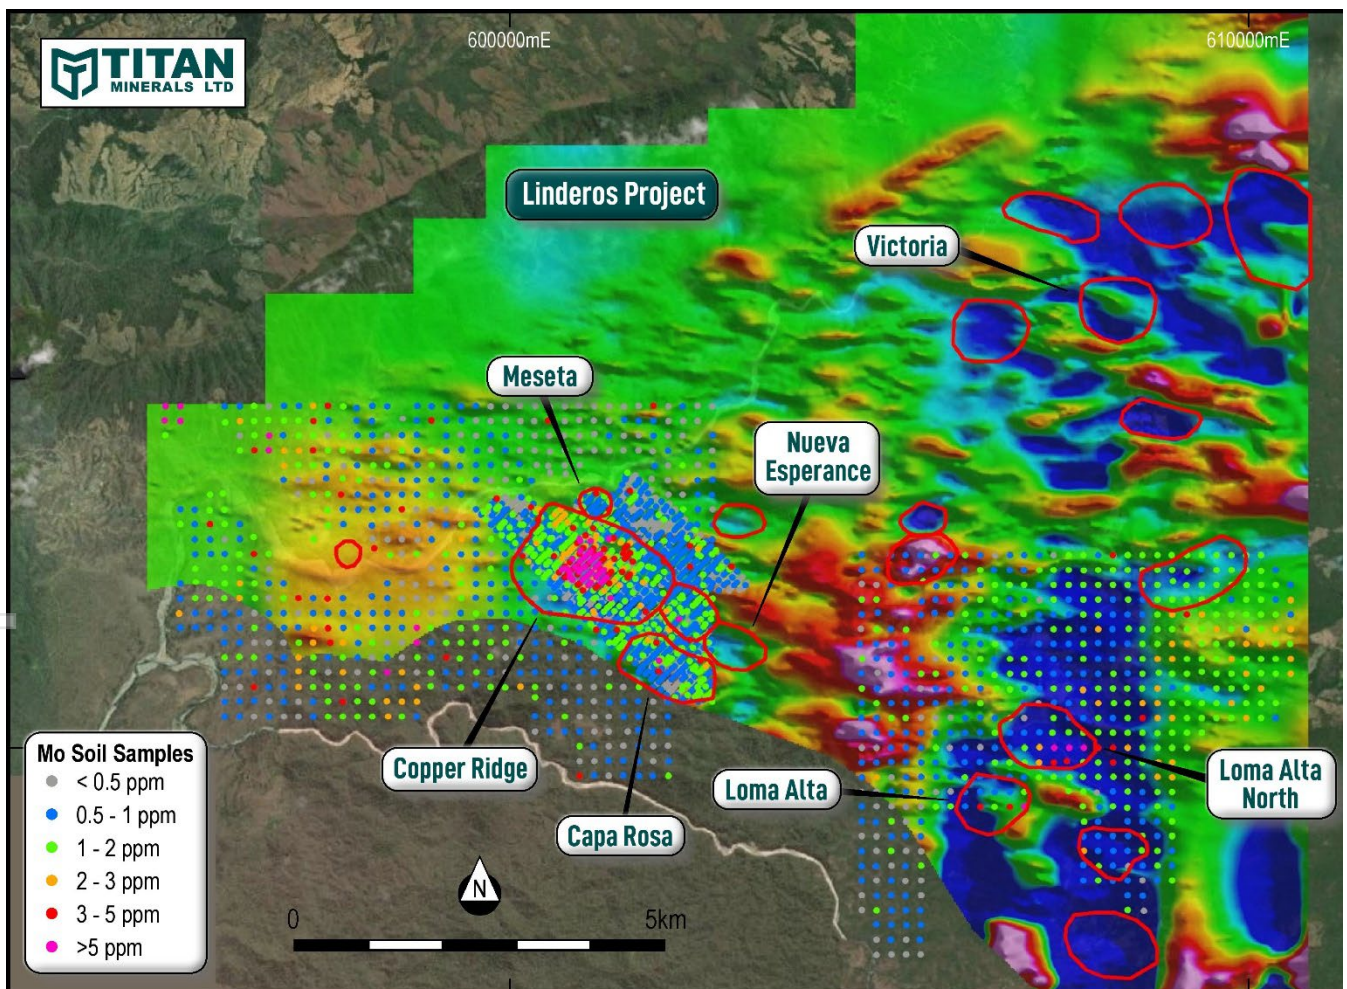 TITAN
MINERALS LTD
600000mE
610000mE
Linderos Project
Victoria
Meseta
Nueva
Esperance
Copper Ridge
Capa Rosa
Loma Alta
Loma Alta
North
Mo Soil Samples
< 0.5 ppm
0.5 - 1 ppm
1 - 2 ppm
2 - 3 ppm
3 - 5 ppm
>5 ppm
N
0
5km